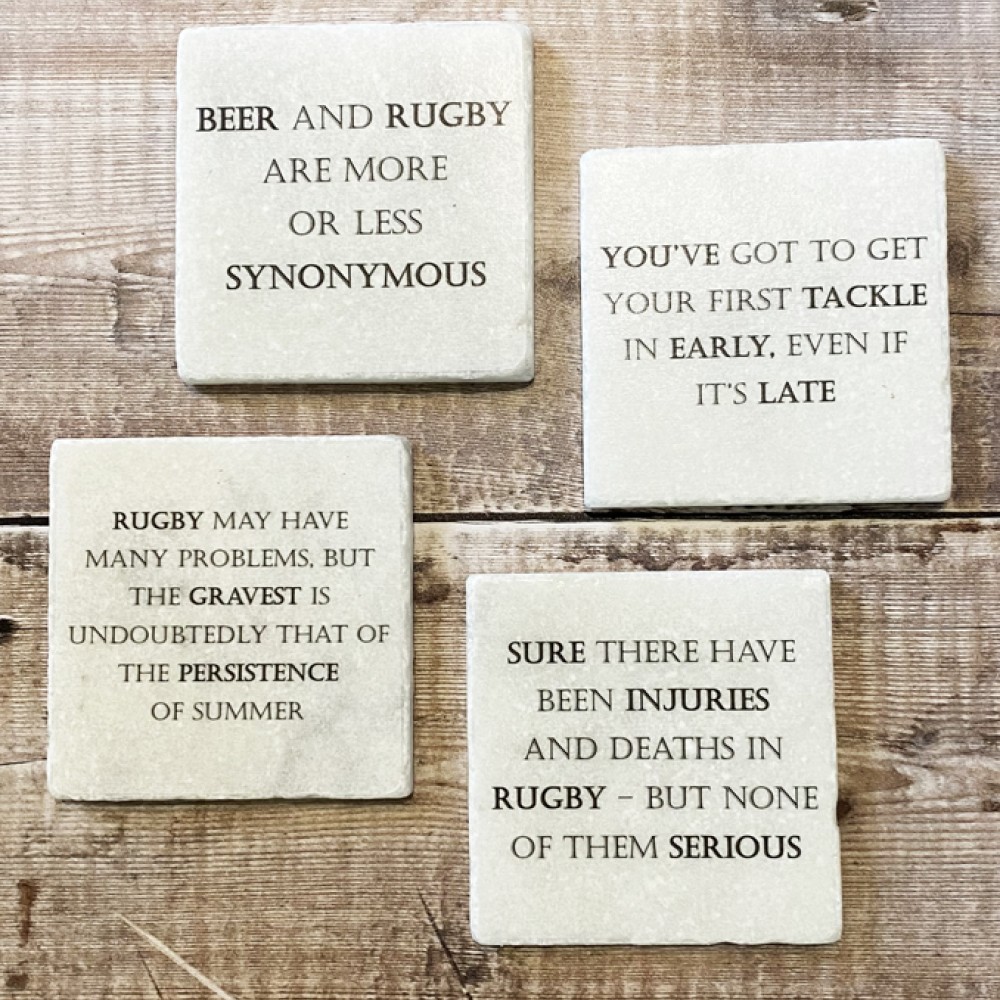 BEER AND RUGBY
ARE MORE
OR LESS
SYNONYMOUS
YOU'VE GOT TO GET
YOUR FIRST TACKLE
IN EARLY, EVEN IF
IT'S LATE
RUGBY MAY HAVE
MANY PROBLEMS, BUT
THE GRAVEST IS
UNDOUBTEDLY THAT OF
THE PERSISTENCE
OF SUMMER
SURE THERE HAVE
BEEN INJURIES
AND DEATHS IN
RUGBY – BUT NONE
OF THEM SERIOUS